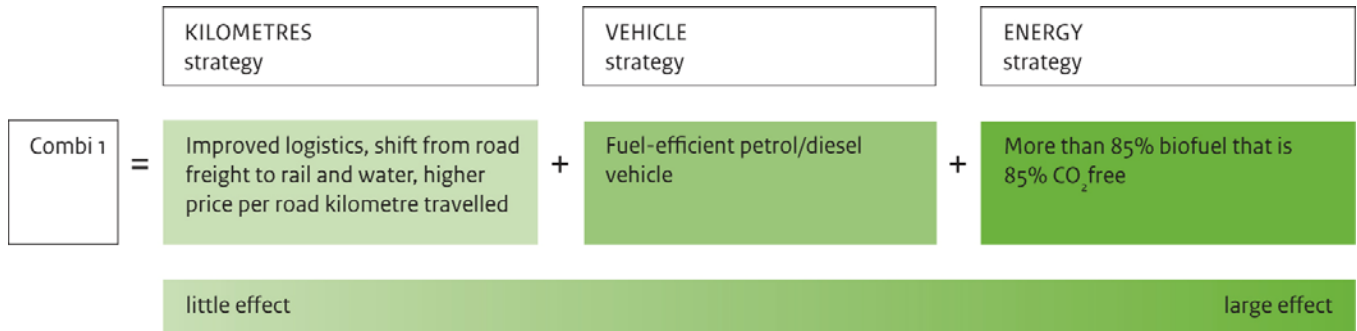 KILOMETRES
strategy
VEHICLE
strategy
ENERGY
strategy
Combi 1
=
Improved logistics, shift from road
freight to rail and water, higher
price per road kilometre travelled
+
Fuel-efficient petrol/diesel
vehicle
+
More than 85% biofuel that is
85% CO₂free
little effect
large effect